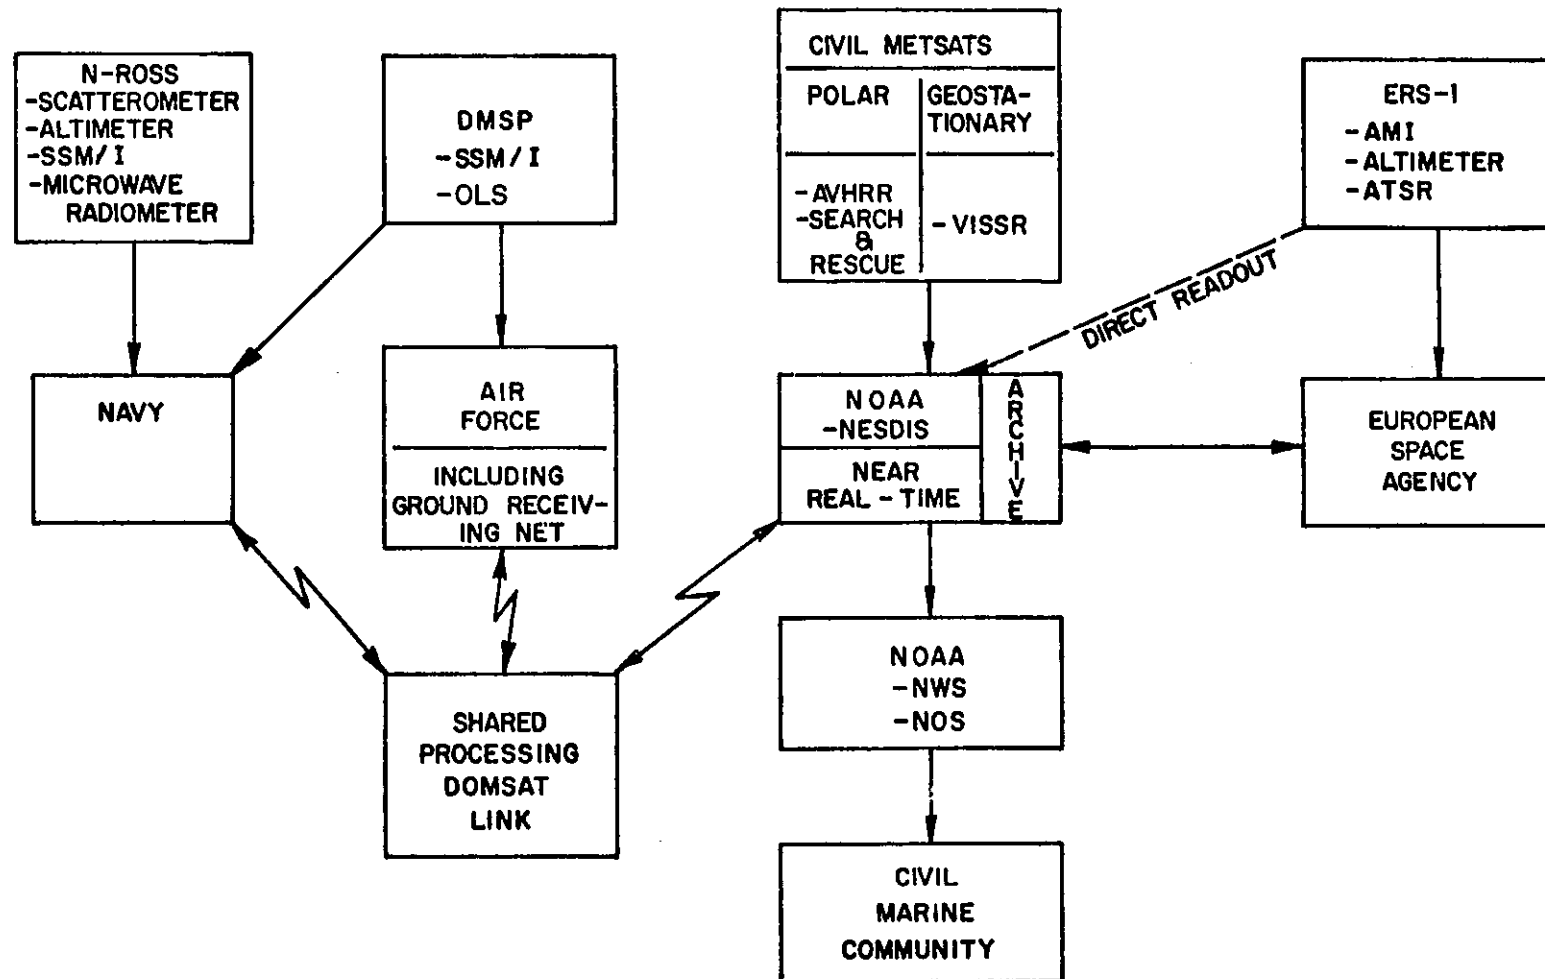 N-ROSS
-SCATTEROMETER
-ALTIMETER
-SSM/I
-MICROWAVE
RADIOMETER
DMSP
-SSM/I
-OLS
CIVIL METSATS
POLAR
GEOSTA-
TIONARY
-AVHRR
-SEARCH
&
RESCUE
-VISSR
ERS-1
-AMI
-ALTIMETER
-ATSR
DIRECT READOUT
NAVY
AIR
FORCE
INCLUDING
GROUND RECEIV-
ING NET
NOAA
-NESDIS
NEAR
REAL-TIME
ARCHIVE
EUROPEAN
SPACE
AGENCY
SHARED
PROCESSING
DOMSAT
LINK
NOAA
-NWS
-NOS
CIVIL
MARINE
COMMUNITY